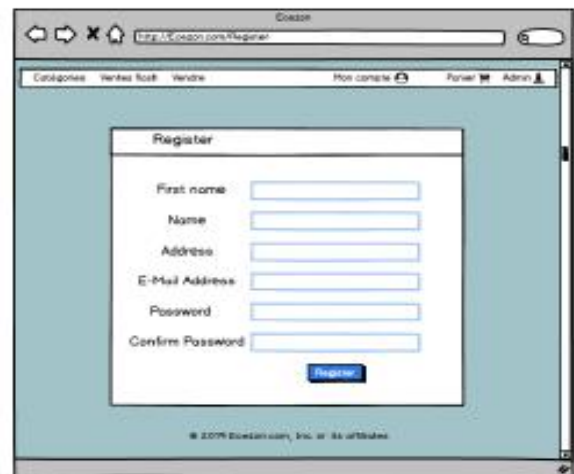 Ecezon
http://Ecezon.com/Register
Catégories Ventes flash Vendre Mon compte Panier Admin
Register
First name
Name
Address
E-Mail Address
Password
Confirm Password
Register
© 2019 Ecezon.com, Inc. or its affiliates